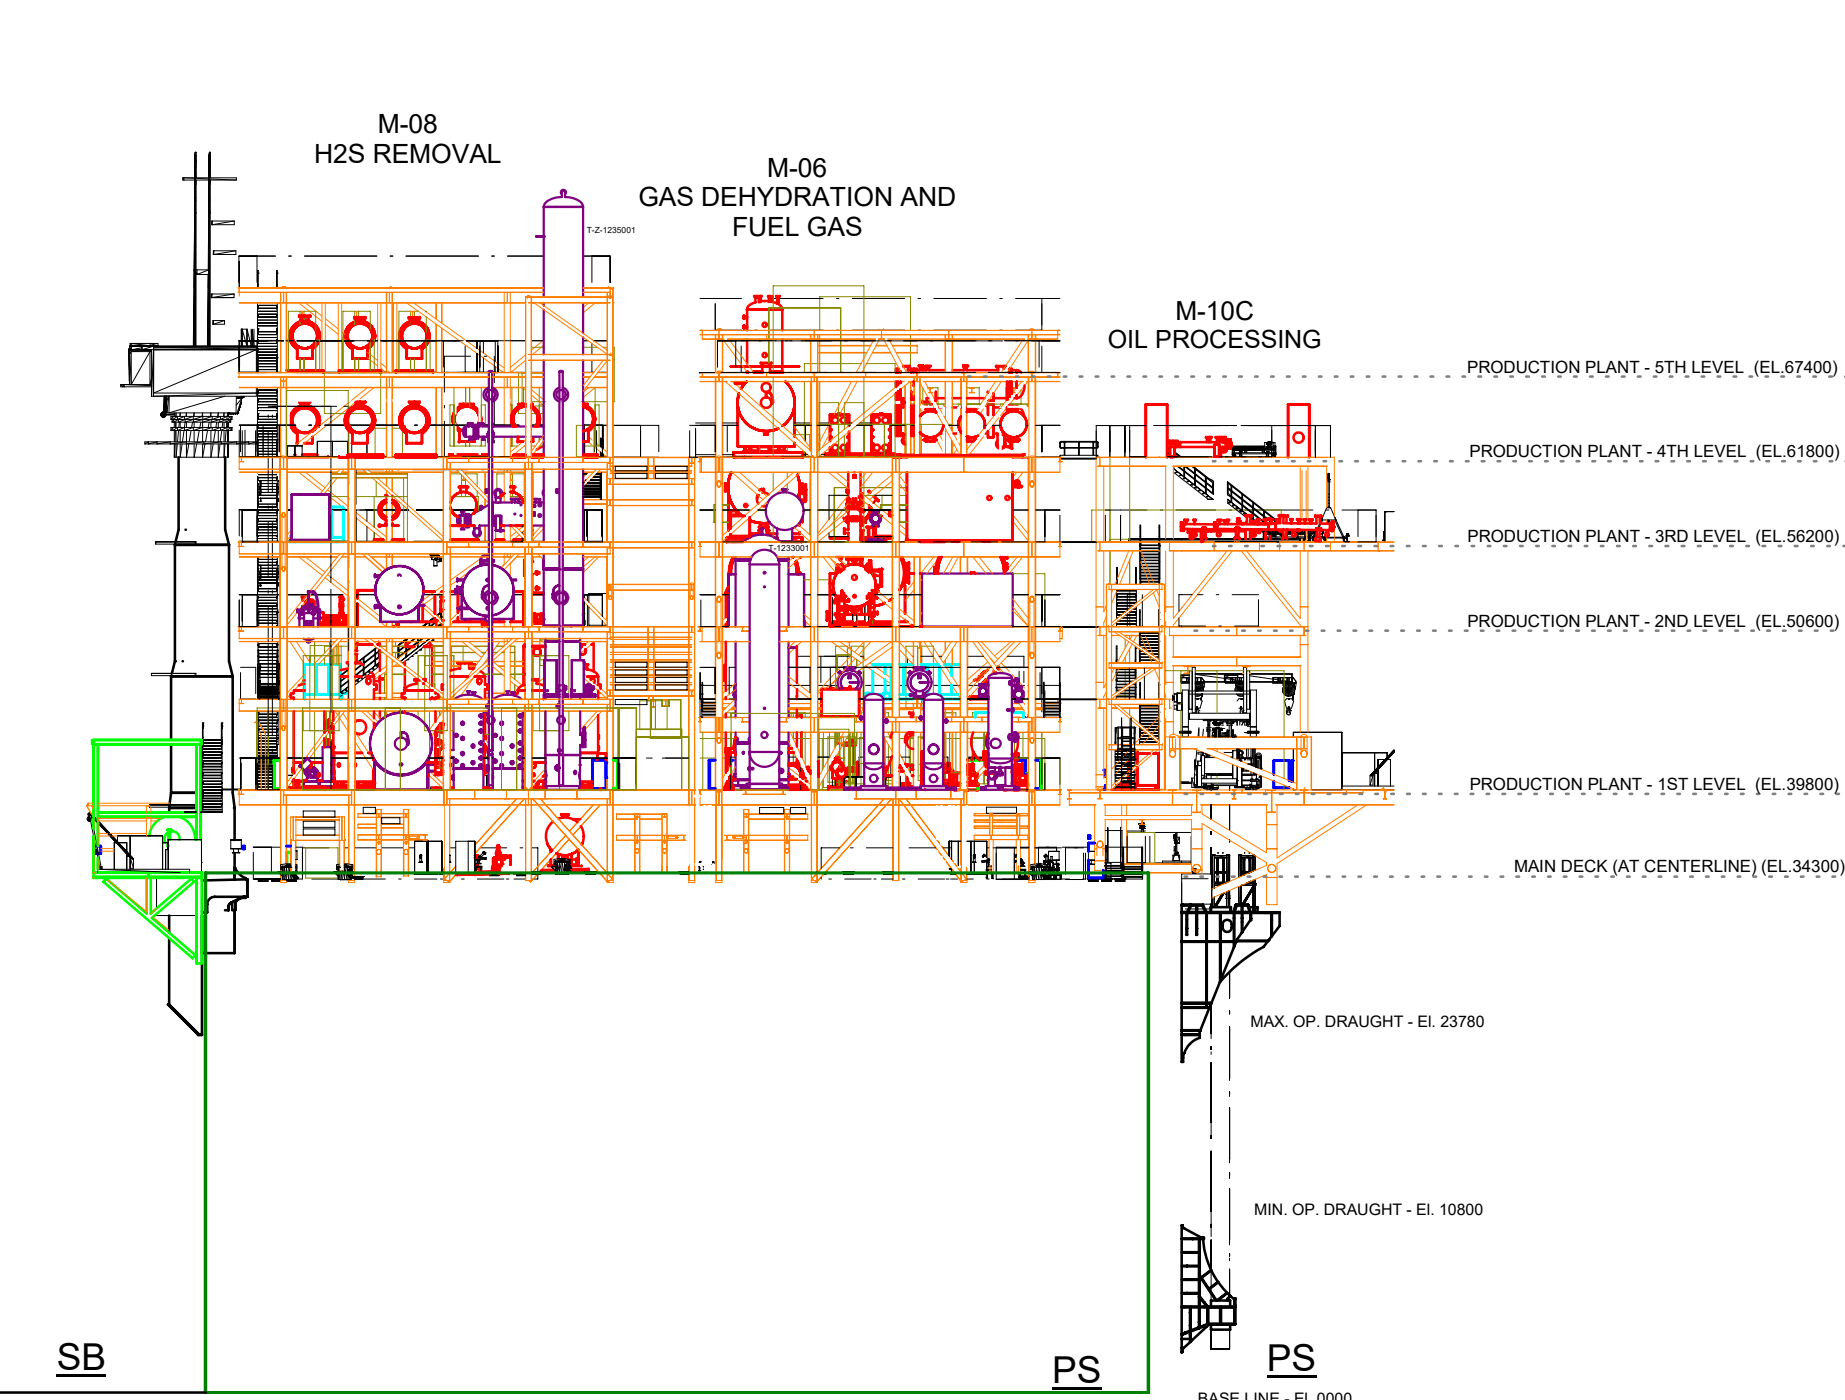 M-08
H2S REMOVAL
M-06
GAS DEHYDRATION AND
FUEL GAS
T-Z-1235001
M-10C
OIL PROCESSING
PRODUCTION PLANT - 5TH LEVEL (EL.67400)
PRODUCTION PLANT - 4TH LEVEL (EL.61800)
PRODUCTION PLANT - 3RD LEVEL (EL.56200)
T-1233001
PRODUCTION PLANT - 2ND LEVEL (EL.50600)
PRODUCTION PLANT - 1ST LEVEL (EL.39800)
MAIN DECK (AT CENTERLINE) (EL.34300)
MAX. OP. DRAUGHT - El. 23780
MIN. OP. DRAUGHT - El. 10800
SB
PS
PS
BASE LINE - EL.0000